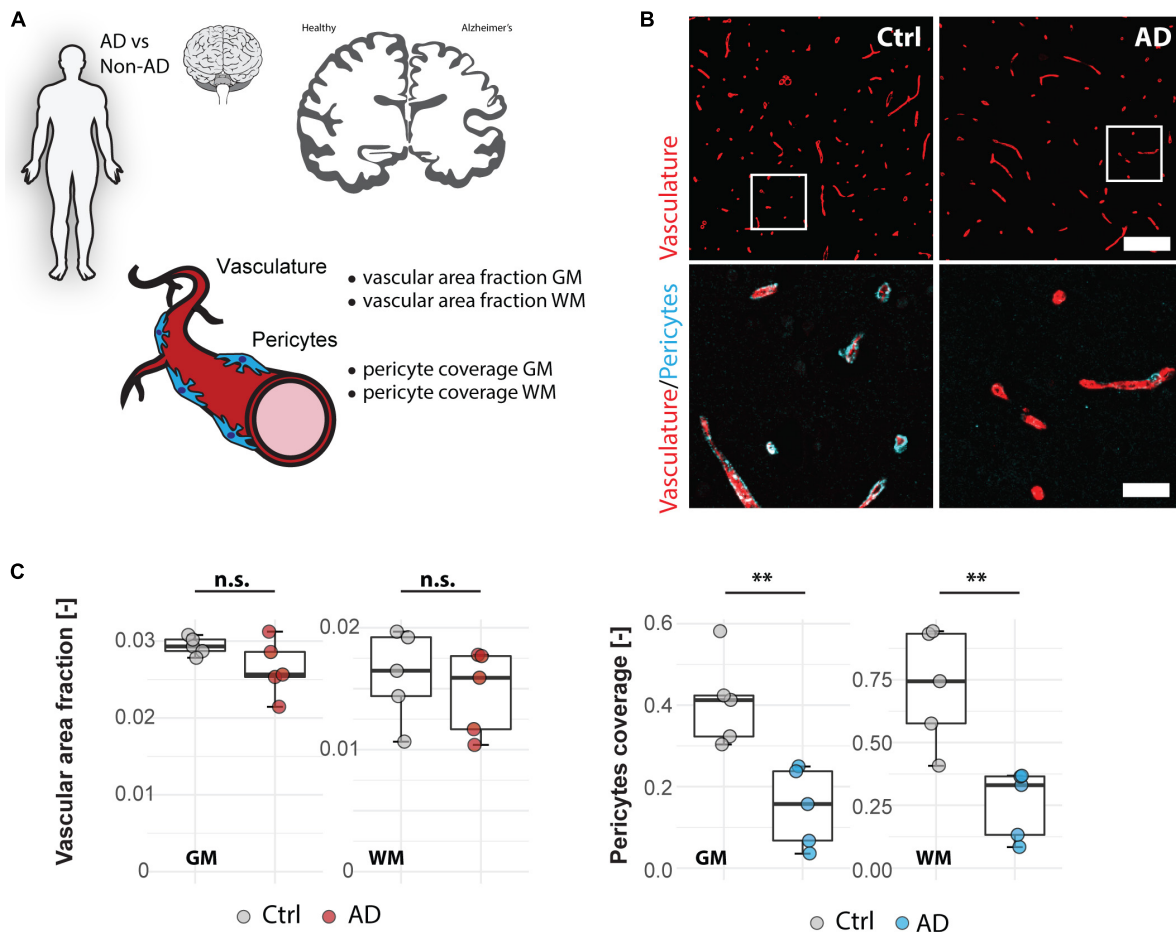 A
AD vs
Non-AD
Healthy
Alzheimer's
Vasculature
• vascular area fraction GM
• vascular area fraction WM
Pericytes
• pericyte coverage GM
• pericyte coverage WM
B
Ctrl
AD
Vasculature
Vasculature/Pericytes
C
Vascular area fraction [-]
n.s.
0.03
0.02
0.01
0
GM
n.s.
0.02
0.01
0
WM
Ctrl
AD
Pericytes coverage [-]
**
0.6
0.4
0.2
0.0
GM
**
0.75
0.50
0.25
0.00
WM
Ctrl
AD